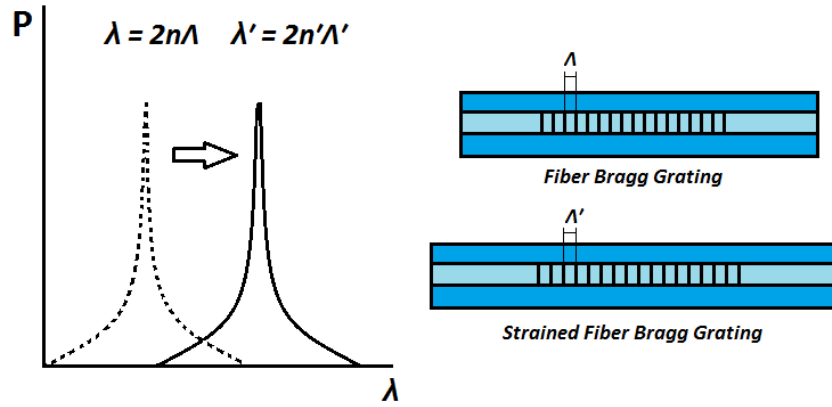 P
λ = 2nΛ
λ′ = 2n′Λ′
λ
Λ
Fiber Bragg Grating
Λ′
Strained Fiber Bragg Grating